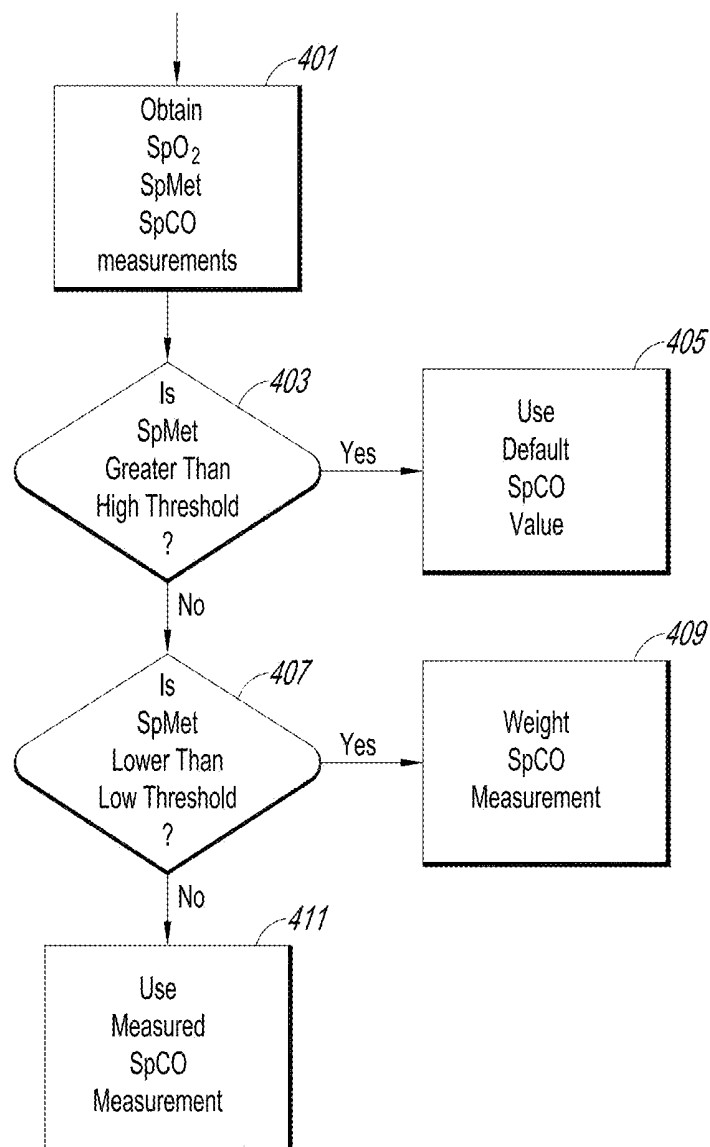 401
Obtain
SpO₂
SpMet
SpCO
measurements
403
Is
SpMet
Greater Than
High Threshold
?
Yes
405
Use
Default
SpCO
Value
No
407
Is
SpMet
Lower Than
Low Threshold
?
Yes
409
Weight
SpCO
Measurement
No
411
Use
Measured
SpCO
Measurement